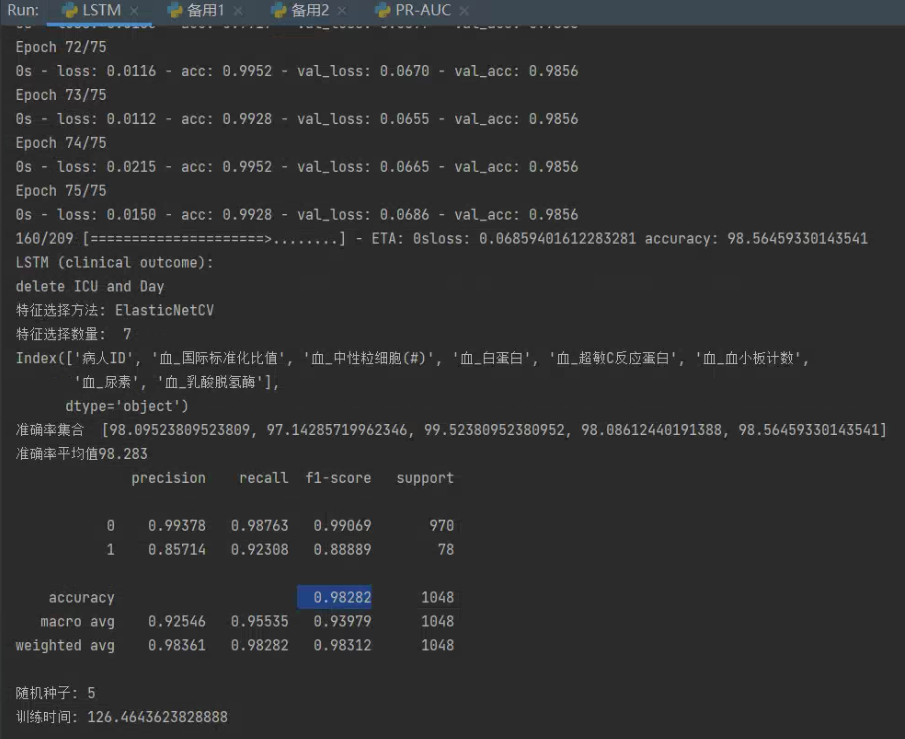 Run: LSTM × 备用1 × 备用2 × PR-AUC ×
Epoch 72/75
0s - loss: 0.0116 - acc: 0.9952 - val_loss: 0.0670 - val_acc: 0.9856
Epoch 73/75
0s - loss: 0.0112 - acc: 0.9928 - val_loss: 0.0655 - val_acc: 0.9856
Epoch 74/75
0s - loss: 0.0215 - acc: 0.9952 - val_loss: 0.0665 - val_acc: 0.9856
Epoch 75/75
0s - loss: 0.0150 - acc: 0.9928 - val_loss: 0.0686 - val_acc: 0.9856
160/209 [=====================>........] - ETA: 0sloss: 0.06859401612283281 accuracy: 98.56459330143541
LSTM (clinical outcome):
delete ICU and Day
特征选择方法: ElasticNetCV
特征选择数量: 7
Index(['病人ID', '血_国际标准化比值', '血_中性粒细胞(#)', '血_白蛋白', '血_超敏C反应蛋白', '血_血小板计数',
'血_尿素', '血_乳酸脱氢酶'],
dtype='object')
准确率集合 [98.09523809523809, 97.14285719962346, 99.52380952380952, 98.08612440191388, 98.56459330143541]
准确率平均值98.283
precision recall f1-score support
0 0.99378 0.98763 0.99069 970
1 0.85714 0.92308 0.88889 78
accuracy 0.98282 1048
macro avg 0.92546 0.95535 0.93979 1048
weighted avg 0.98361 0.98282 0.98312 1048
随机种子: 5
训练时间: 126.4643623828888